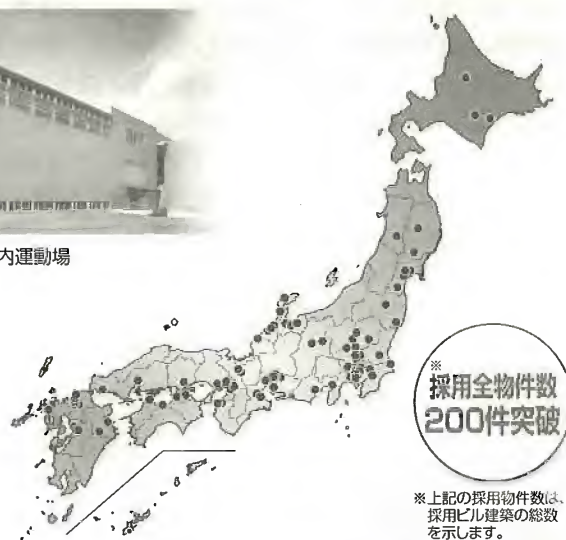 内運動場
※
採用全物件数
200件突破
※上記の採用物件数は、
採用ビル建築の総数
を示します。